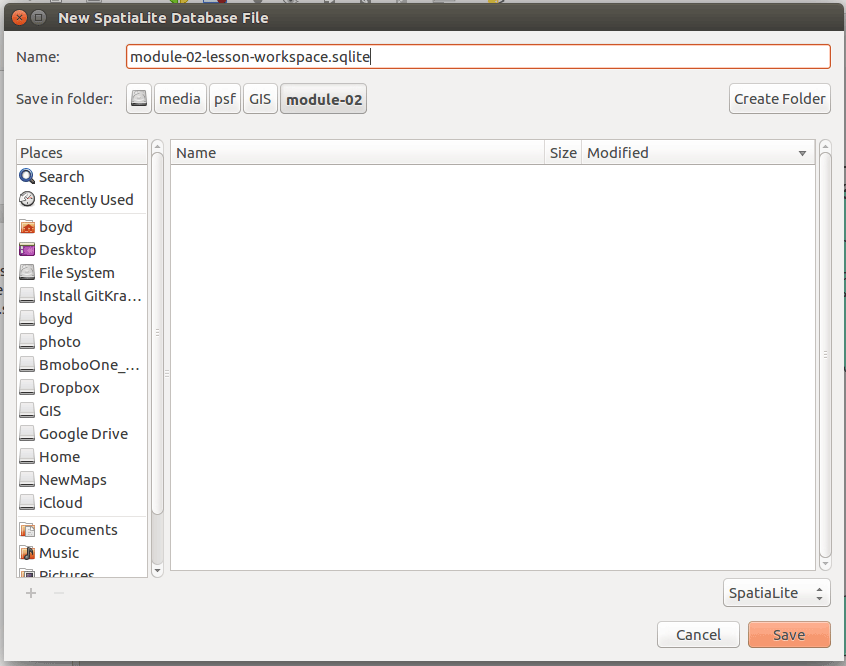 New SpatiaLite Database File
Name: module-02-lesson-workspace.sqlite
Save in folder: media psf GIS module-02 Create Folder
Places Name Size Modified
Search
Recently Used
boyd
Desktop
File System
Install GitKra...
boyd
photo
BmoboOne_...
Dropbox
GIS
Google Drive
Home
NewMaps
iCloud
Documents
Music
Pictures
SpatiaLite
Cancel Save